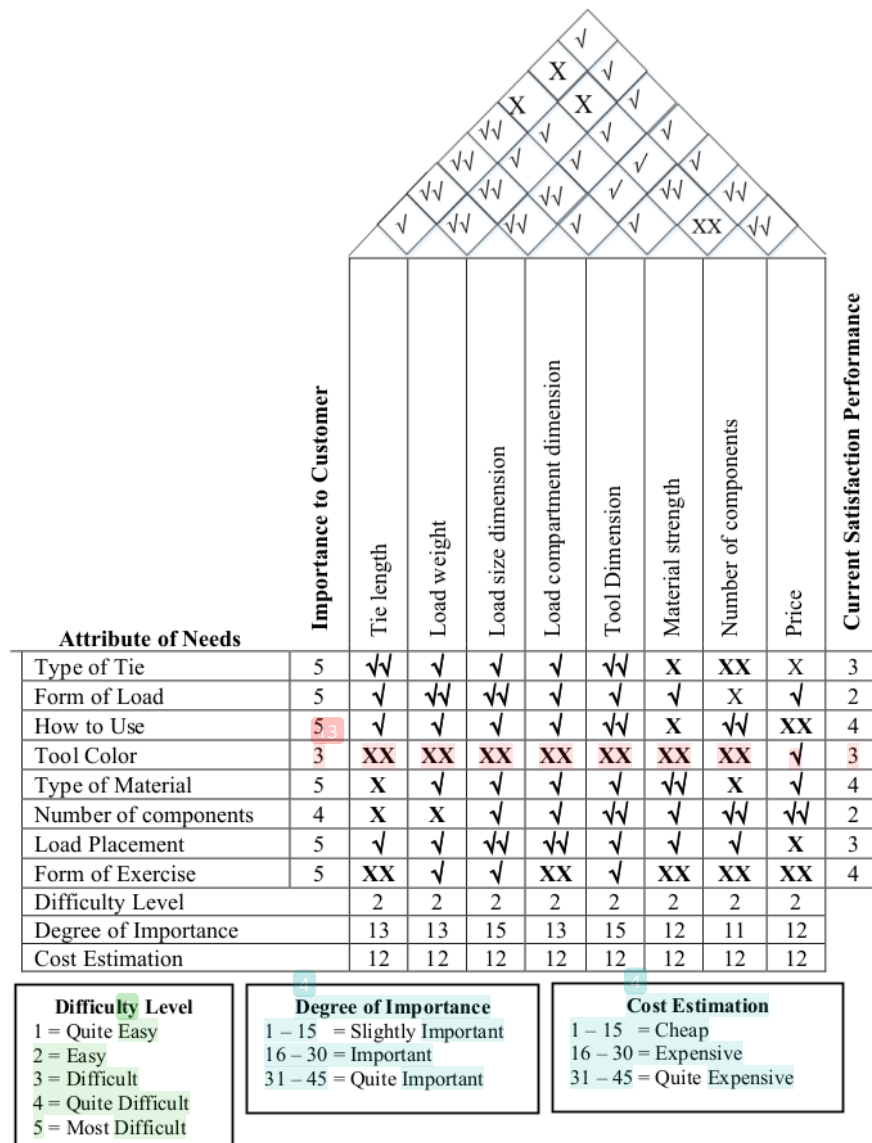 √
X √
X X √
√√ √ √ √
√√ √ √ √ √
√√ √√ √√ √ √√ √√
√ √√ √√ √ √ XX √√
Importance to Customer
Tie length
Load weight
Load size dimension
Load compartment dimension
Tool Dimension
Material strength
Number of components
Price
Current Satisfaction Performance
Attribute of Needs
Type of Tie 5 √√ √ √ √ √√ X XX X 3
Form of Load 5 √ √√ √√ √ √ √ X √ 2
How to Use 5 √ √ √ √ √√ X √√ XX 4
13
Tool Color 3 XX XX XX XX XX XX XX √ 3
Type of Material 5 X √ √ √ √ √√ X √ 4
Number of components 4 X X √ √ √√ √ √√ √√ 2
Load Placement 5 √ √ √√ √√ √ √ √ X 3
Form of Exercise 5 XX √ √ XX √ XX XX XX 4
Difficulty Level 2 2 2 2 2 2 2 2
Degree of Importance 13 13 15 13 15 12 11 12
Cost Estimation 12 12 12 12 12 12 12 12
Difficulty Level
1 = Quite Easy
2 = Easy
3 = Difficult
4 = Quite Difficult
5 = Most Difficult
4
Degree of Importance
1 – 15 = Slightly Important
16 – 30 = Important
31 – 45 = Quite Important
4
Cost Estimation
1 – 15 = Cheap
16 – 30 = Expensive
31 – 45 = Quite Expensive